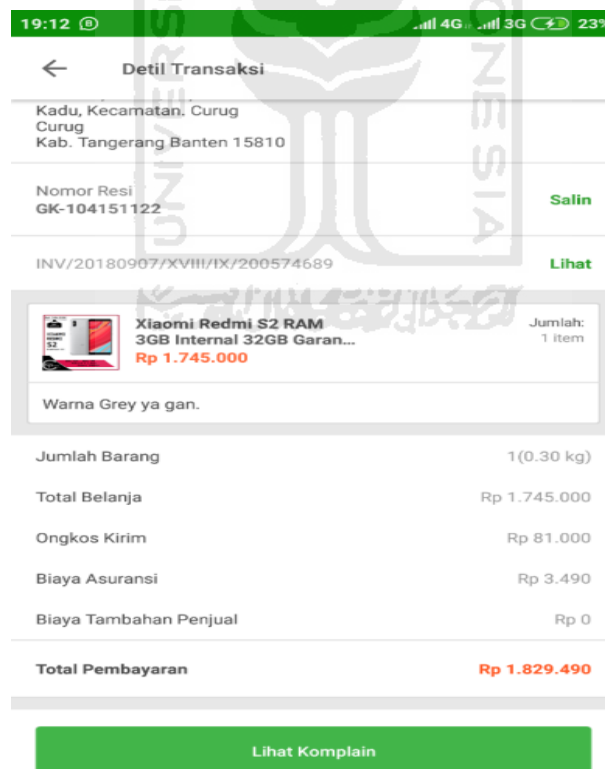 19:12
4G 3G 23%
Detil Transaksi
Kadu, Kecamatan. Curug
Curug
Kab. Tangerang Banten 15810
Nomor Resi
GK-104151122
Salin
INV/20180907/XVIII/IX/200574689
Lihat
Xiaomi Redmi S2 RAM
3GB Internal 32GB Garan...
Rp 1.745.000
Jumlah:
1 item
Warna Grey ya gan.
Jumlah Barang 1(0.30 kg)
Total Belanja Rp 1.745.000
Ongkos Kirim Rp 81.000
Biaya Asuransi Rp 3.490
Biaya Tambahan Penjual Rp 0
Total Pembayaran Rp 1.829.490
Lihat Komplain